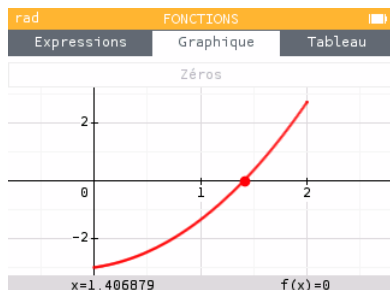 rad FONCTIONS
Expressions Graphique Tableau
Zéros
2
0 1 2
-2
x=1.406879 f(x)=0